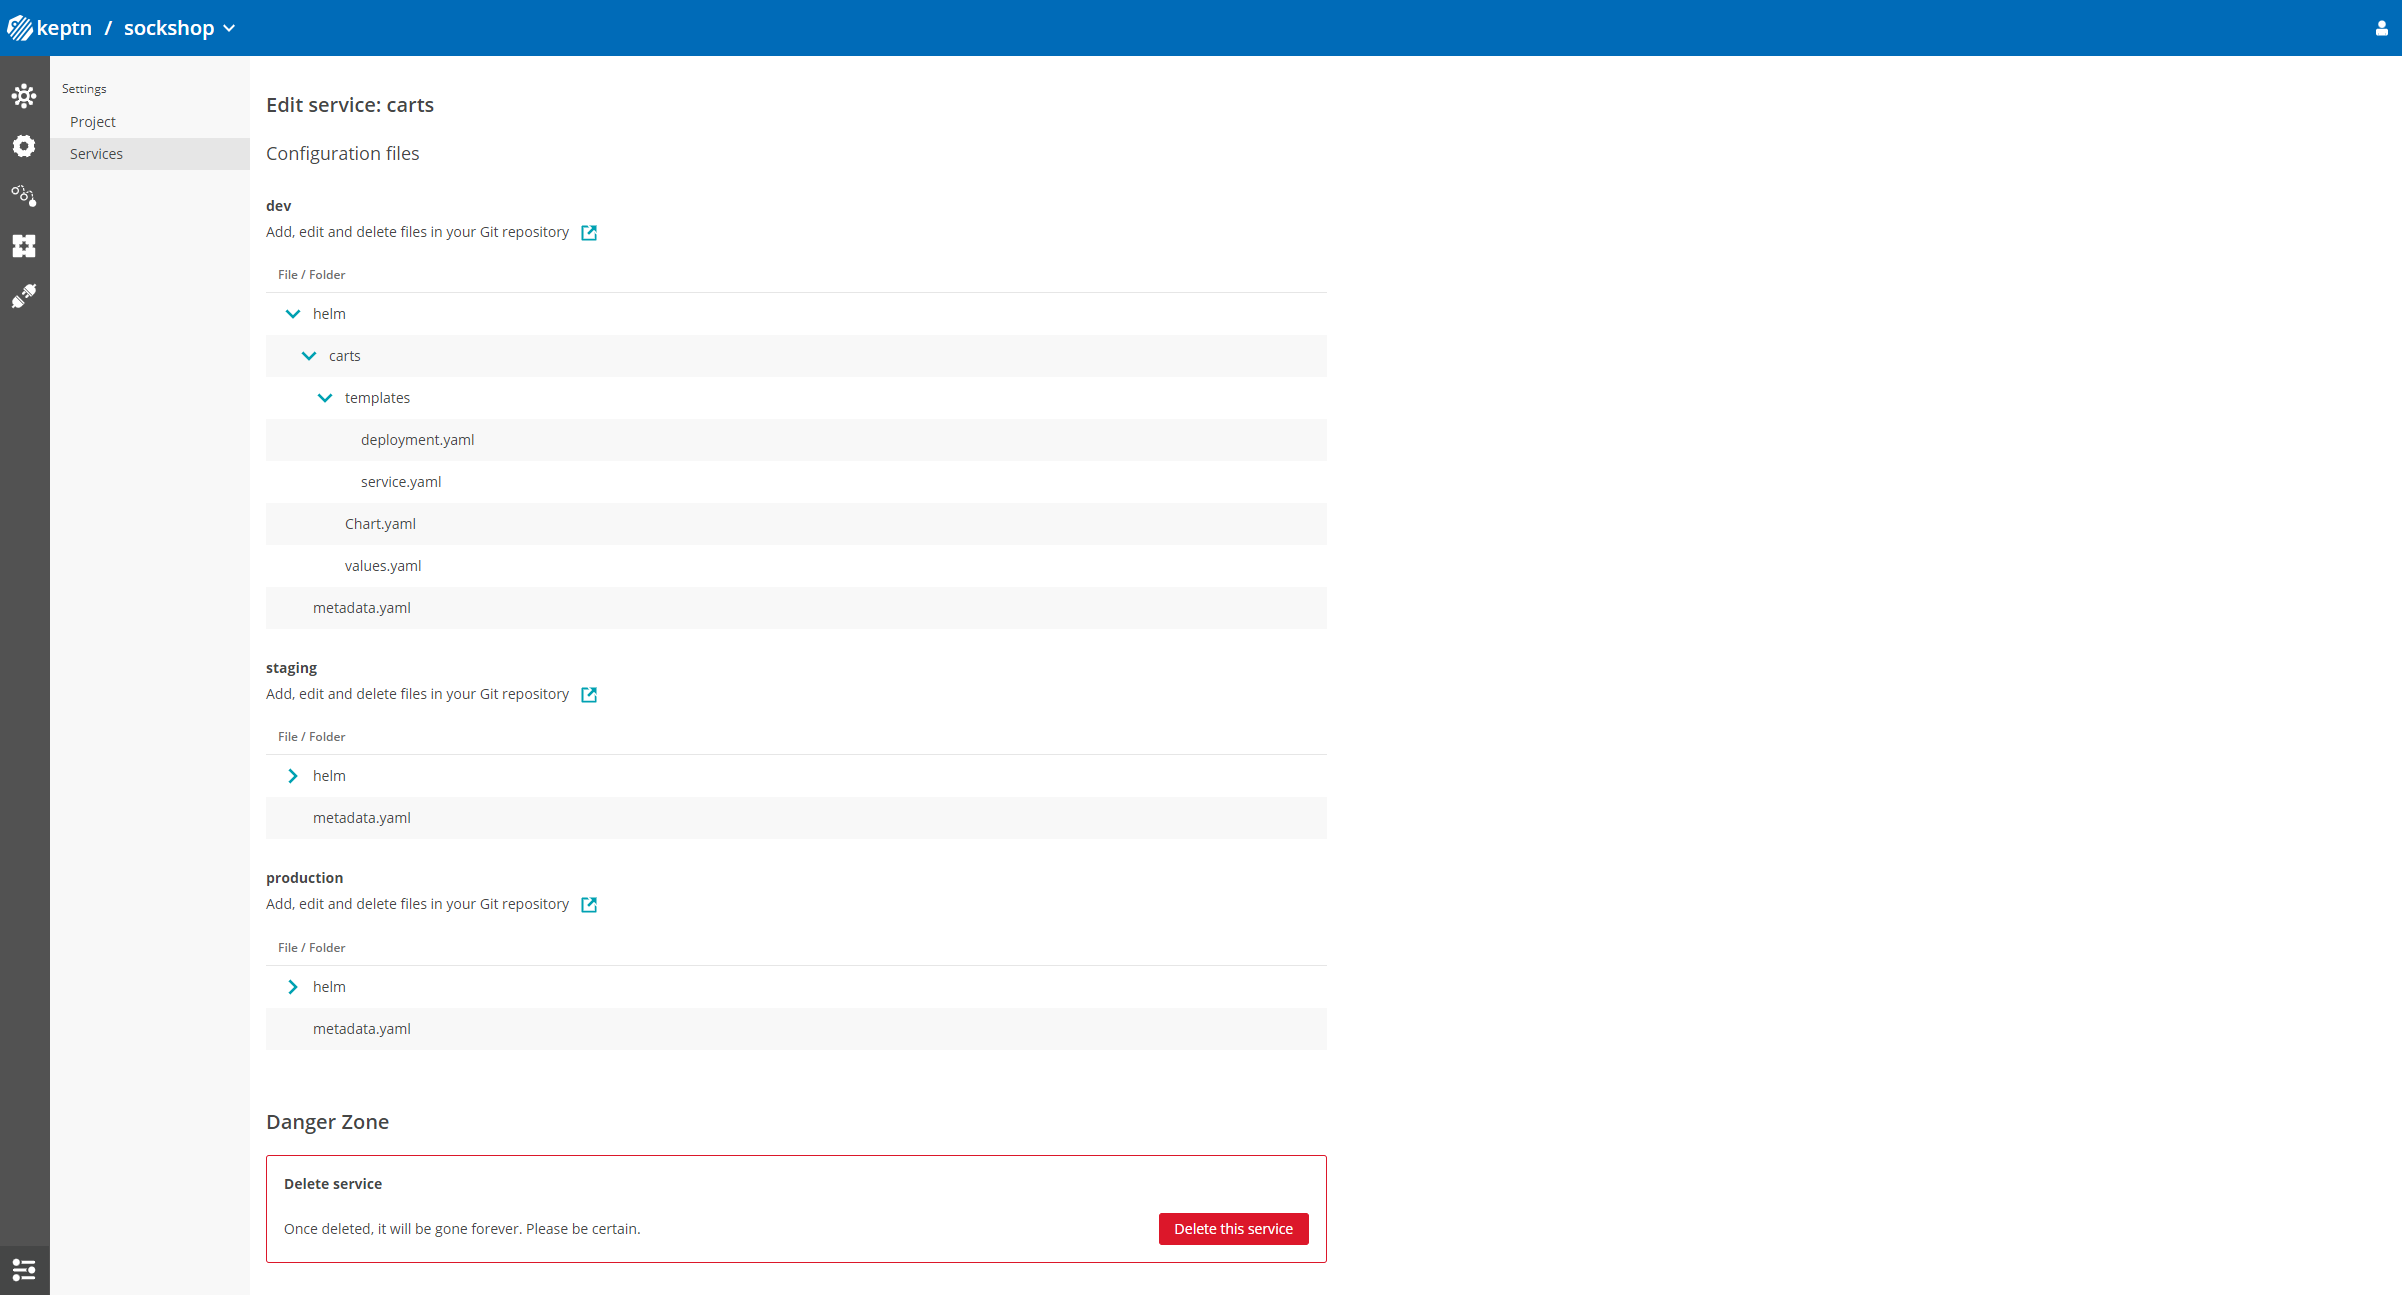 keptn / sockshop
Settings
Project
Services
Edit service: carts
Configuration files
dev
Add, edit and delete files in your Git repository
File / Folder
helm
carts
templates
deployment.yaml
service.yaml
Chart.yaml
values.yaml
metadata.yaml
staging
Add, edit and delete files in your Git repository
File / Folder
helm
metadata.yaml
production
Add, edit and delete files in your Git repository
File / Folder
helm
metadata.yaml
Danger Zone
Delete service
Once deleted, it will be gone forever. Please be certain.
Delete this service